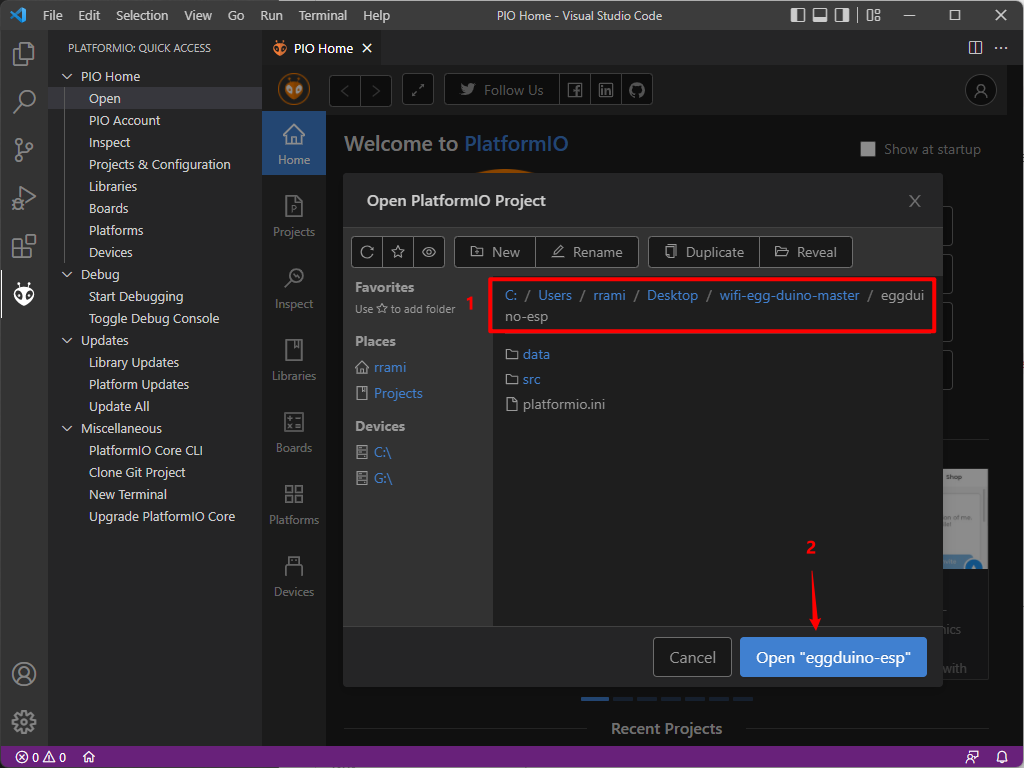 File Edit Selection View Go Run Terminal Help PIO Home - Visual Studio Code
PLATFORMIO: QUICK ACCESS
PIO Home
Open
PIO Account
Inspect
Projects & Configuration
Libraries
Boards
Platforms
Devices
Debug
Start Debugging
Toggle Debug Console
Updates
Library Updates
Platform Updates
Update All
Miscellaneous
PlatformIO Core CLI
Clone Git Project
New Terminal
Upgrade PlatformIO Core
PIO Home
Follow Us
Home
Projects
Inspect
Libraries
Boards
Platforms
Devices
Welcome to PlatformIO
Show at startup
Open PlatformIO Project
New Rename Duplicate Reveal
Favorites
Use ☆ to add folder
Places
rrami
Projects
Devices
C:\
G:\
1
C: / Users / rrami / Desktop / wifi-egg-duino-master / eggdui
no-esp
data
src
platformio.ini
2
Cancel Open "eggduino-esp"
Shop
with
Recent Projects
0 0